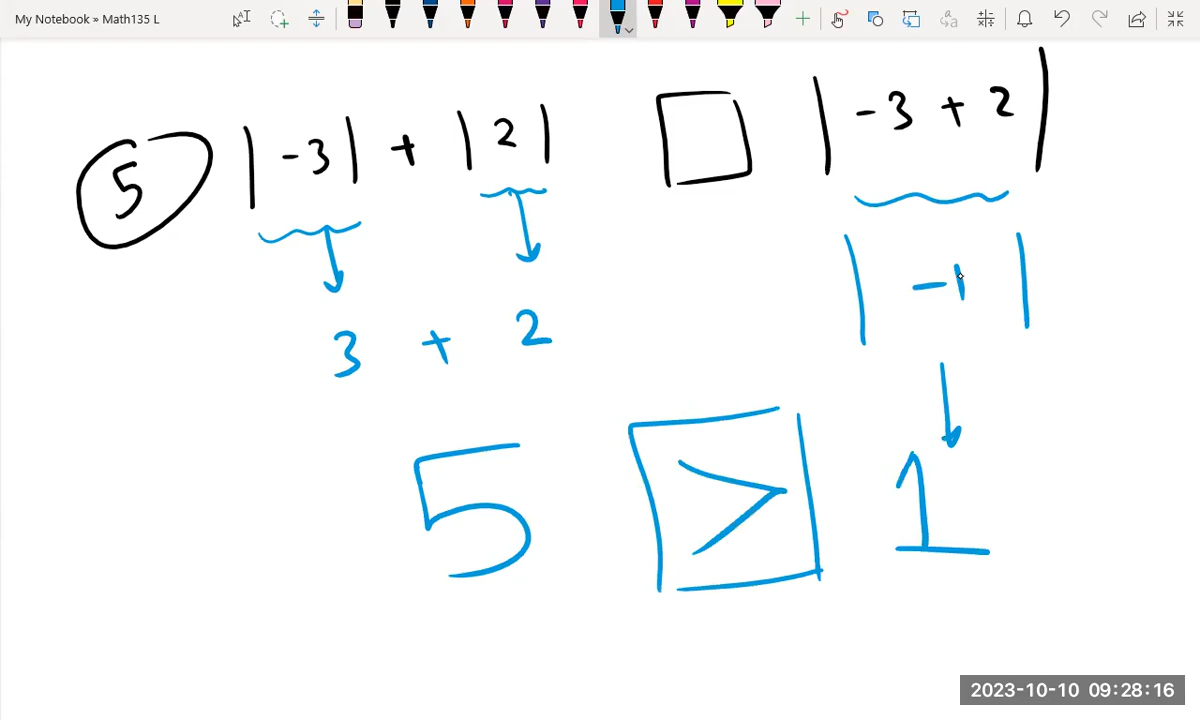 My Notebook » Math135 L
5 |-3| + |2| □ |-3 + 2|
|-1|
3 + 2
5 > 1
2023-10-10 09:28:16